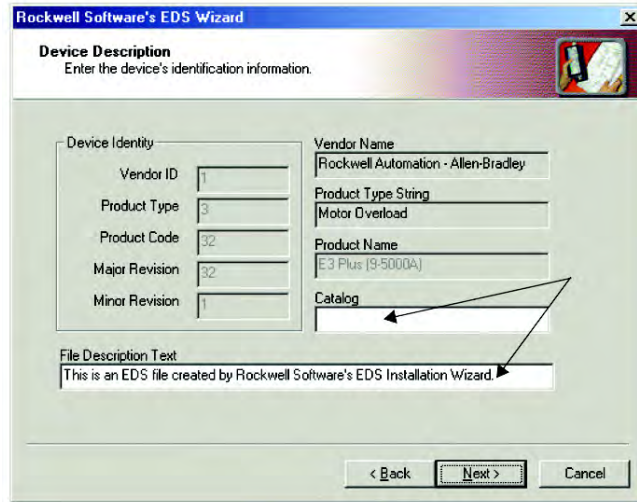 Rockwell Software's EDS Wizard
Device Description
Enter the device's identification information.
Device Identity
Vendor ID 1
Product Type 3
Product Code 32
Major Revision 32
Minor Revision 1
Vendor Name
Rockwell Automation - Allen-Bradley
Product Type String
Motor Overload
Product Name
E3 Plus (9-5000A)
Catalog
File Description Text
This is an EDS file created by Rockwell Software's EDS Installation Wizard.
< Back
Next >
Cancel